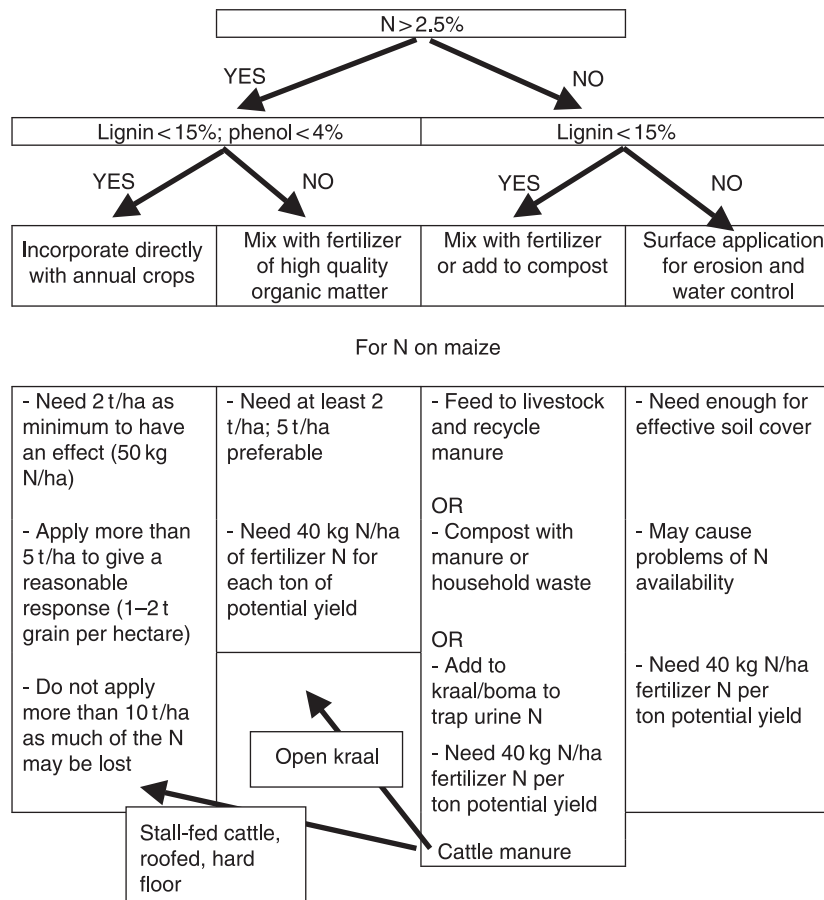 N > 2.5%
YES
NO
Lignin < 15%; phenol < 4%
Lignin < 15%
YES
NO
YES
NO
Incorporate directly
with annual crops
Mix with fertilizer
of high quality
organic matter
Mix with fertilizer
or add to compost
Surface application
for erosion and
water control
For N on maize
- Need 2 t/ha as
minimum to have
an effect (50 kg
N/ha)
- Apply more than
5 t/ha to give a
reasonable
response (1–2 t
grain per hectare)
- Do not apply
more than 10 t/ha
as much of the N
may be lost
- Need at least 2
t/ha; 5 t/ha
preferable
- Need 40 kg N/ha
of fertilizer N for
each ton of
potential yield
- Feed to livestock
and recycle
manure
OR
- Compost with
manure or
household waste
OR
- Add to
kraal/boma to
trap urine N
- Need 40 kg N/ha
fertilizer N per
ton potential yield
- Need enough for
effective soil cover
- May cause
problems of N
availability
- Need 40 kg N/ha
fertilizer N per
ton potential yield
Open kraal
Stall-fed cattle,
roofed, hard
floor
Cattle manure